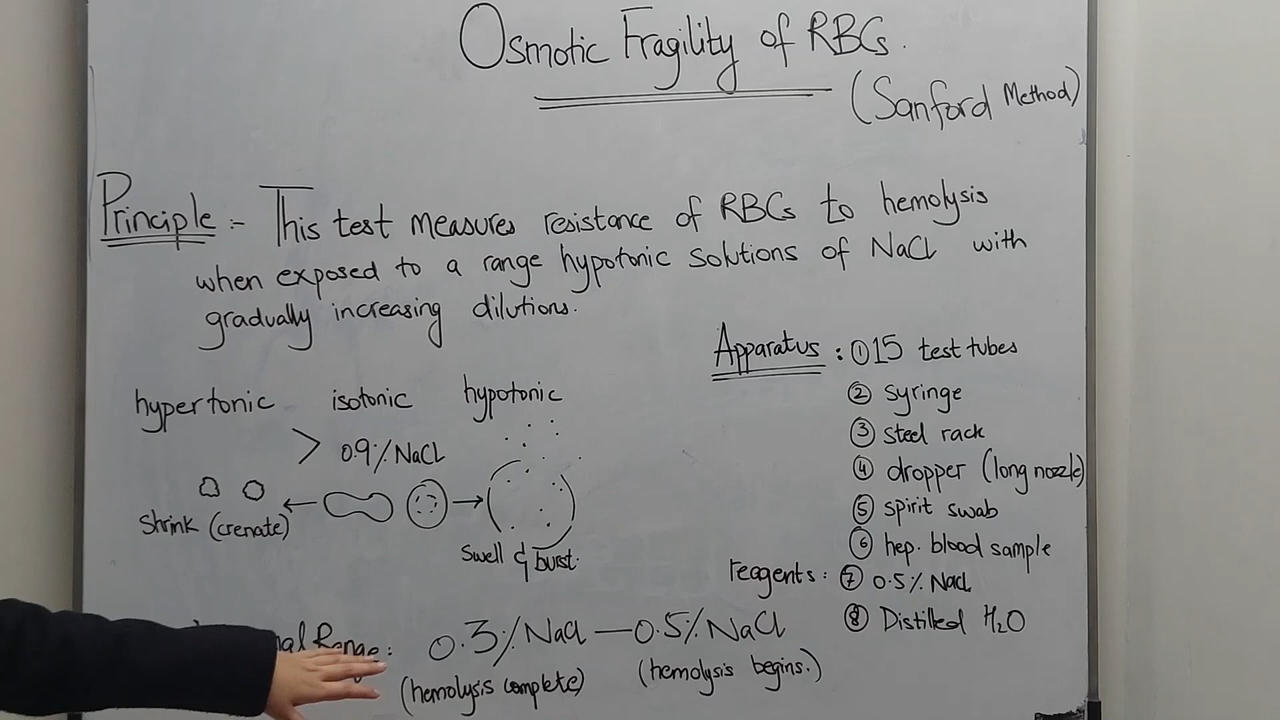 Osmotic Fragility of RBCs.
(Sanford Method)
Principle :- This test measures resistance of RBCs to hemolysis
when exposed to a range hypotonic solutions of NaCl with
gradually increasing dilutions.
hypertonic isotonic hypotonic
> 0.9% NaCl
Shrink (crenate)
Swell & burst.
Apparatus : ① 15 test tubes
② syringe
③ steel rack
④ dropper (long nozzle)
⑤ spirit swab
⑥ hep. blood sample
reagents : ⑦ 0.5% NaCl
⑧ Distilled H2O
Range: 0.3% NaCl — 0.5% NaCl
(hemolysis complete) (hemolysis begins.)